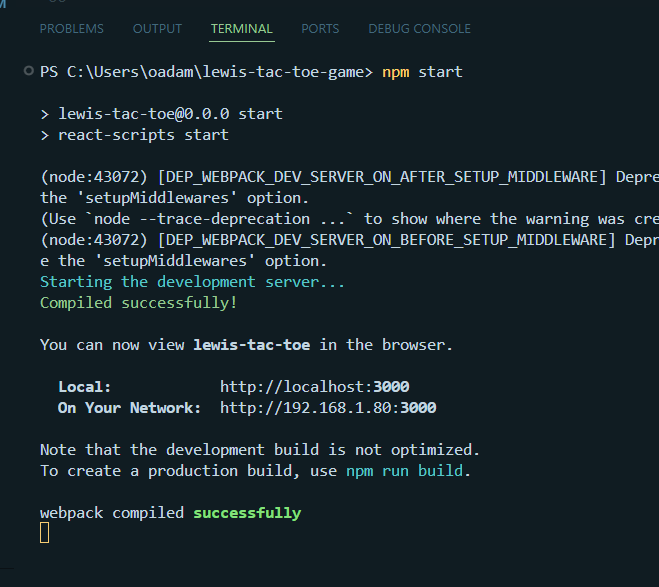 PROBLEMS OUTPUT TERMINAL PORTS DEBUG CONSOLE
PS C:\Users\oadam\lewis-tac-toe-game> npm start
> lewis-tac-toe@0.0.0 start
> react-scripts start
(node:43072) [DEP_WEBPACK_DEV_SERVER_ON_AFTER_SETUP_MIDDLEWARE] Depre
the 'setupMiddlewares' option.
(Use `node --trace-deprecation ...` to show where the warning was cre
(node:43072) [DEP_WEBPACK_DEV_SERVER_ON_BEFORE_SETUP_MIDDLEWARE] Depr
e the 'setupMiddlewares' option.
Starting the development server...
Compiled successfully!
You can now view lewis-tac-toe in the browser.
Local: http://localhost:3000
On Your Network: http://192.168.1.80:3000
Note that the development build is not optimized.
To create a production build, use npm run build.
webpack compiled successfully